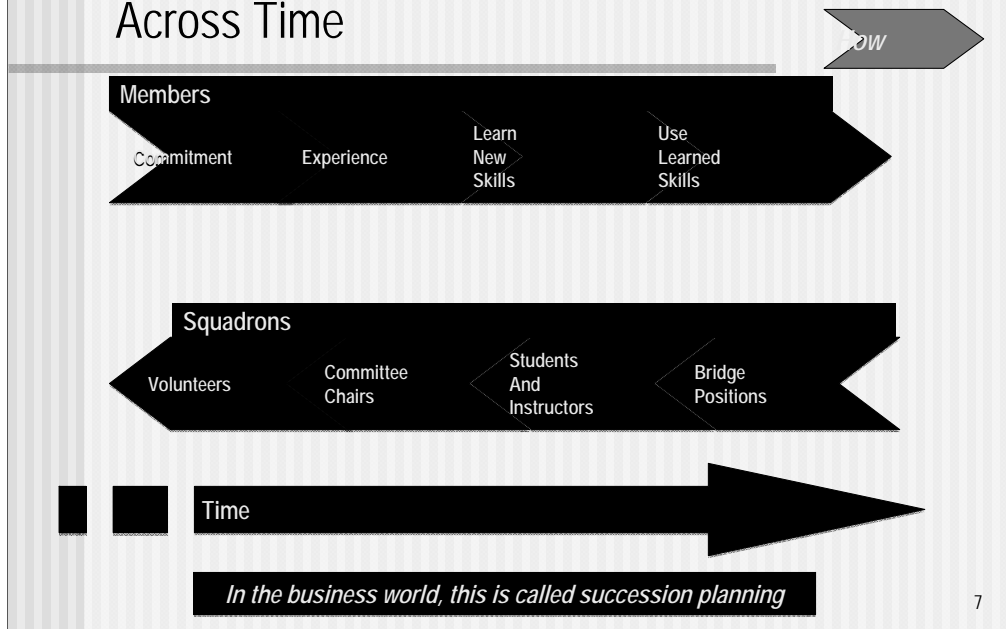 Across Time
How
Members
Commitment
Experience
Learn
New
Skills
Use
Learned
Skills
Squadrons
Volunteers
Committee
Chairs
Students
And
Instructors
Bridge
Positions
Time
In the business world, this is called succession planning
7